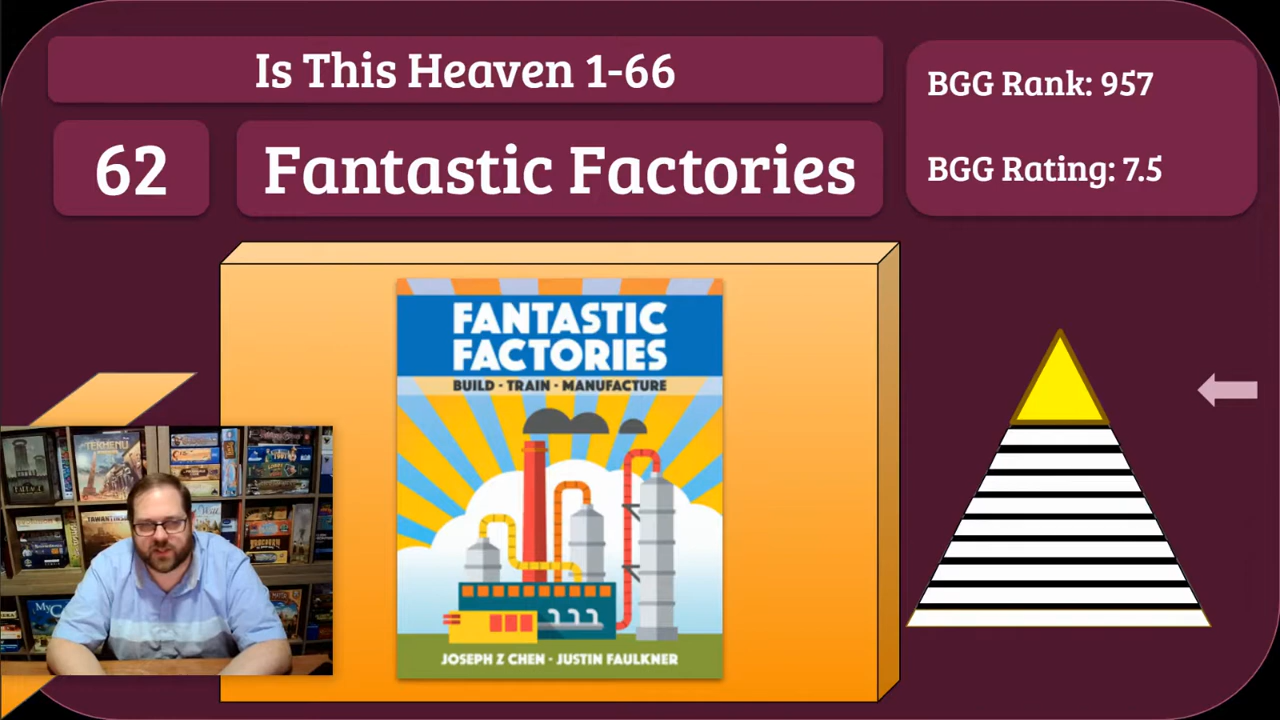 Is This Heaven 1-66
BGG Rank: 957
62
Fantastic Factories
BGG Rating: 7.5
FANTASTIC
FACTORIES
BUILD · TRAIN · MANUFACTURE
JOSEPH Z CHEN · JUSTIN FAULKNER
TEKHENU